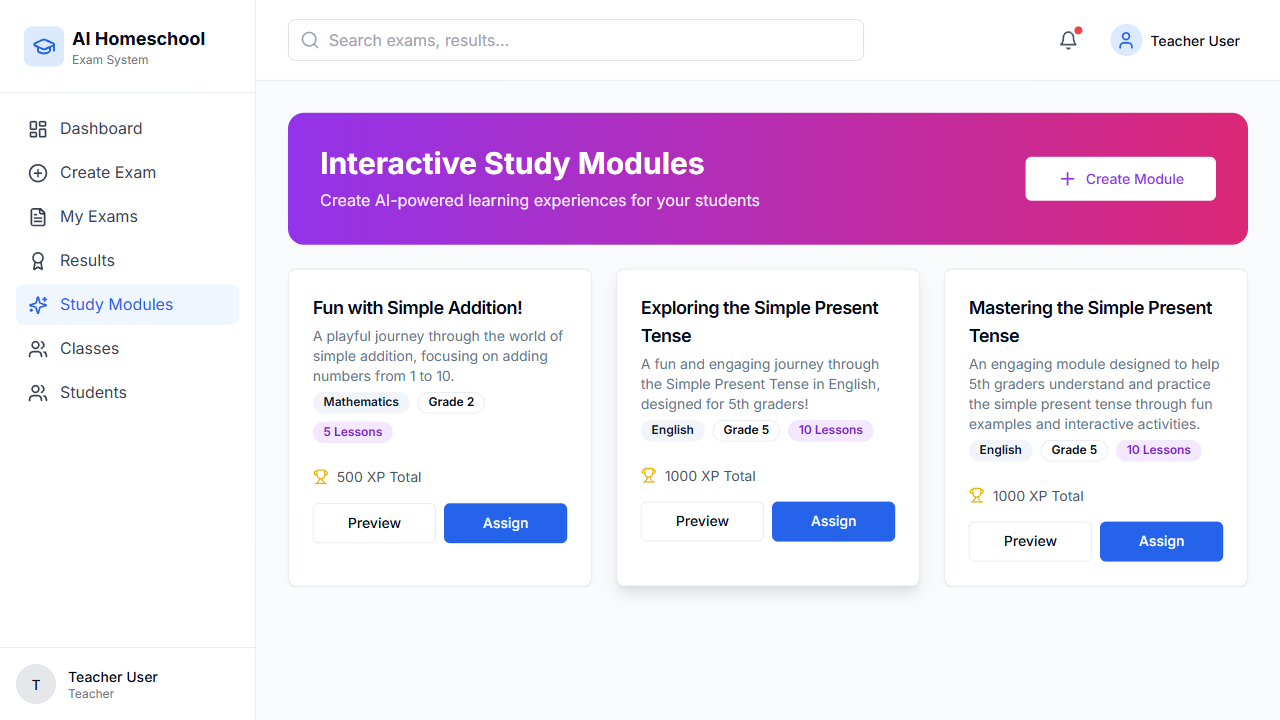 AI Homeschool
Exam System
Search exams, results...
Teacher User
Dashboard
Create Exam
My Exams
Results
Study Modules
Classes
Students
Interactive Study Modules
Create AI-powered learning experiences for your students
Create Module
Fun with Simple Addition!
A playful journey through the world of
simple addition, focusing on adding
numbers from 1 to 10.
Mathematics
Grade 2
5 Lessons
500 XP Total
Preview
Assign
Exploring the Simple Present
Tense
A fun and engaging journey through
the Simple Present Tense in English,
designed for 5th graders!
English
Grade 5
10 Lessons
1000 XP Total
Preview
Assign
Mastering the Simple Present
Tense
An engaging module designed to help
5th graders understand and practice
the simple present tense through fun
examples and interactive activities.
English
Grade 5
10 Lessons
1000 XP Total
Preview
Assign
T
Teacher User
Teacher